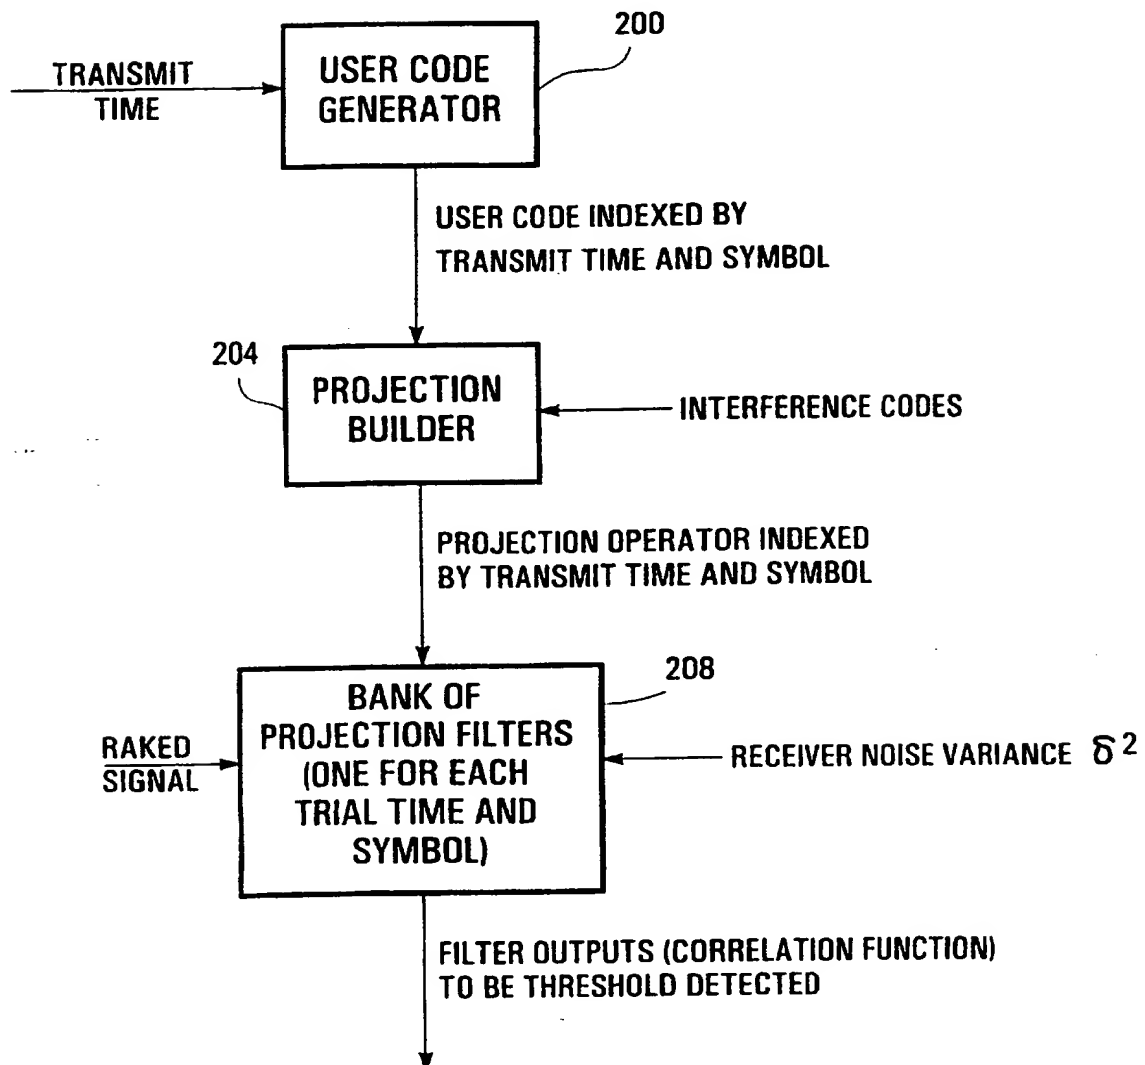 200
TRANSMIT
TIME
USER CODE
GENERATOR
USER CODE INDEXED BY
TRANSMIT TIME AND SYMBOL
204
PROJECTION
BUILDER
INTERFERENCE CODES
PROJECTION OPERATOR INDEXED
BY TRANSMIT TIME AND SYMBOL
208
RAKED
SIGNAL
BANK OF
PROJECTION FILTERS
(ONE FOR EACH
TRIAL TIME AND
SYMBOL)
RECEIVER NOISE VARIANCE δ²
FILTER OUTPUTS (CORRELATION FUNCTION)
TO BE THRESHOLD DETECTED